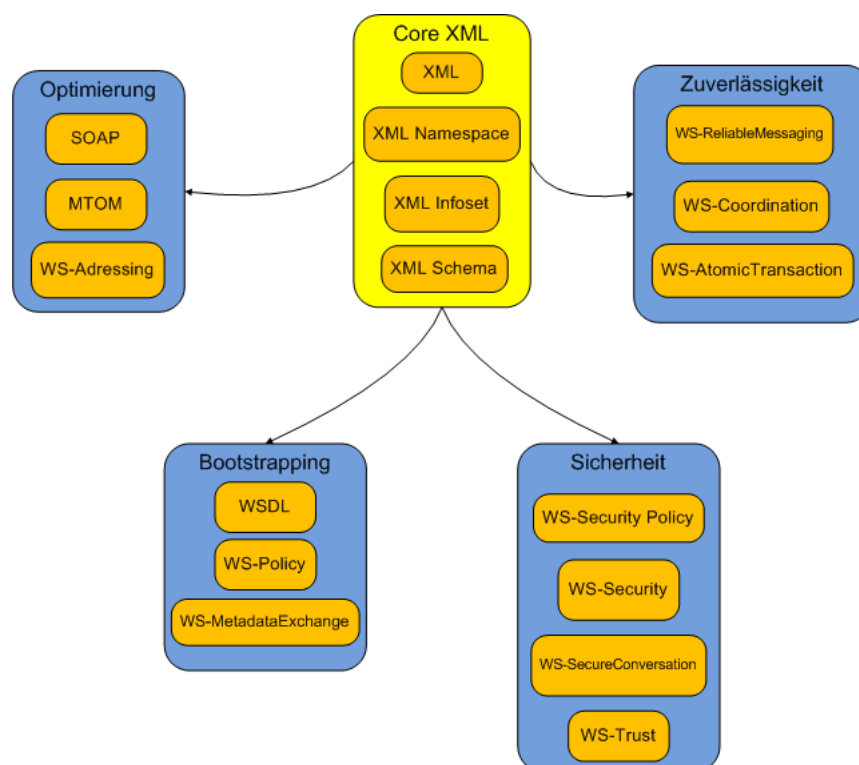 Core XML
XML
XML Namespace
XML Infoset
XML Schema
Optimierung
SOAP
MTOM
WS-Adressing
Zuverlässigkeit
WS-ReliableMessaging
WS-Coordination
WS-AtomicTransaction
Bootstrapping
WSDL
WS-Policy
WS-MetadataExchange
Sicherheit
WS-Security Policy
WS-Security
WS-SecureConversation
WS-Trust